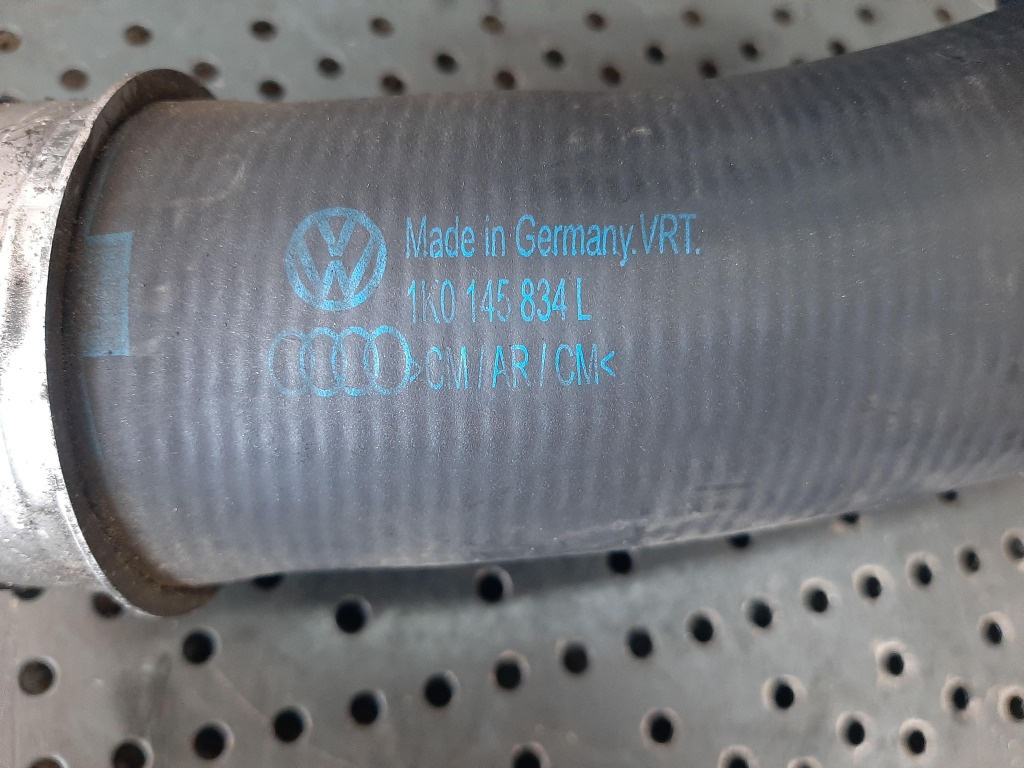 Made in Germany.VRT.
1K0 145 834 L
>CM / AR / CM<